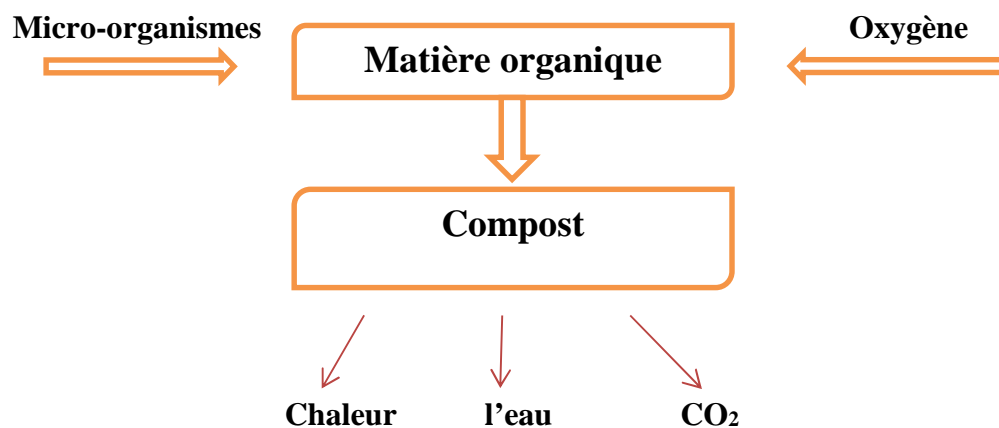 Micro-organismes
Oxygène
Matière organique
Compost
Chaleur
l’eau
CO₂